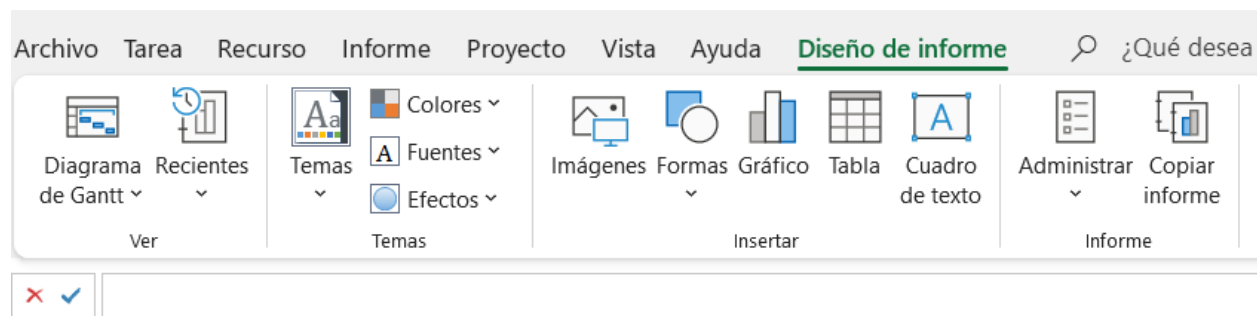 Archivo Tarea Recurso Informe Proyecto Vista Ayuda Diseño de informe ¿Qué desea
Diagrama de Gantt
Recientes
Ver
Temas
Colores
Fuentes
Efectos
Temas
Imágenes
Formas
Gráfico
Tabla
Cuadro
de texto
Insertar
Administrar
Copiar
informe
Informe